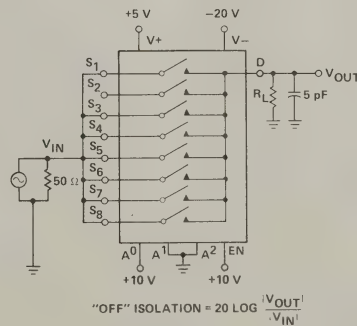 +5 V
−20 V
V+
V−
S1
S2
S3
S4
S5
S6
S7
S8
D
VOUT
RL
5 pF
VIN
50 Ω
A0
A1
A2
EN
+10 V
+10 V
"OFF" ISOLATION = 20 LOG |VOUT|
|VIN|